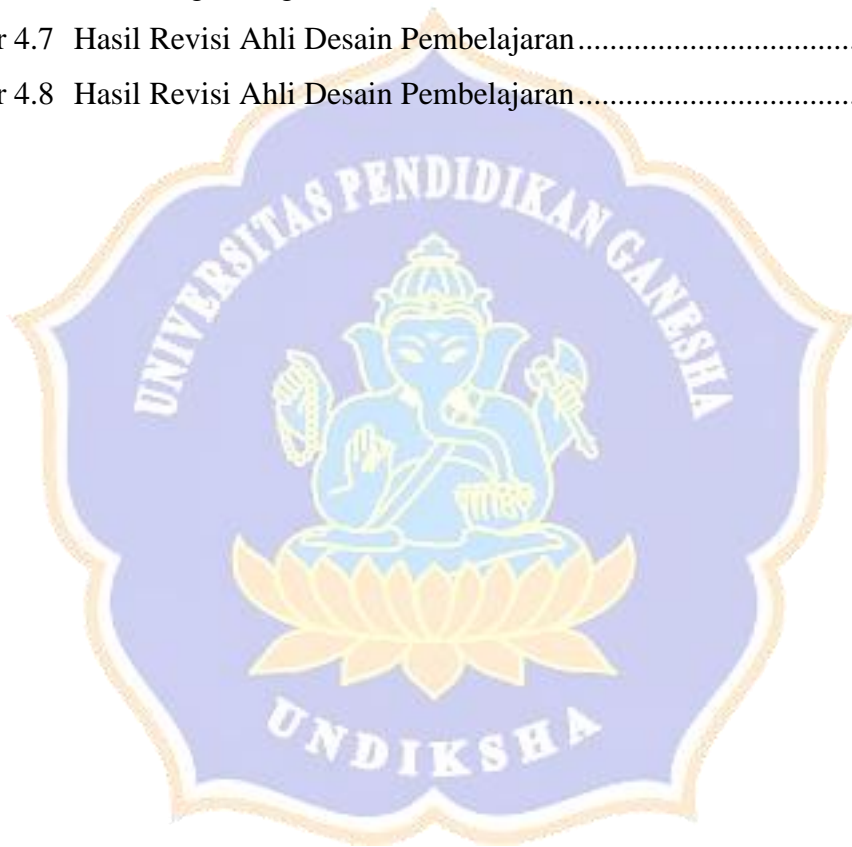 r 4.7 Hasil Revisi Ahli Desain Pembelajaran..................................
r 4.8 Hasil Revisi Ahli Desain Pembelajaran..................................
UNIVERSITAS PENDIDIKAN GANESHA
UNDIKSHA